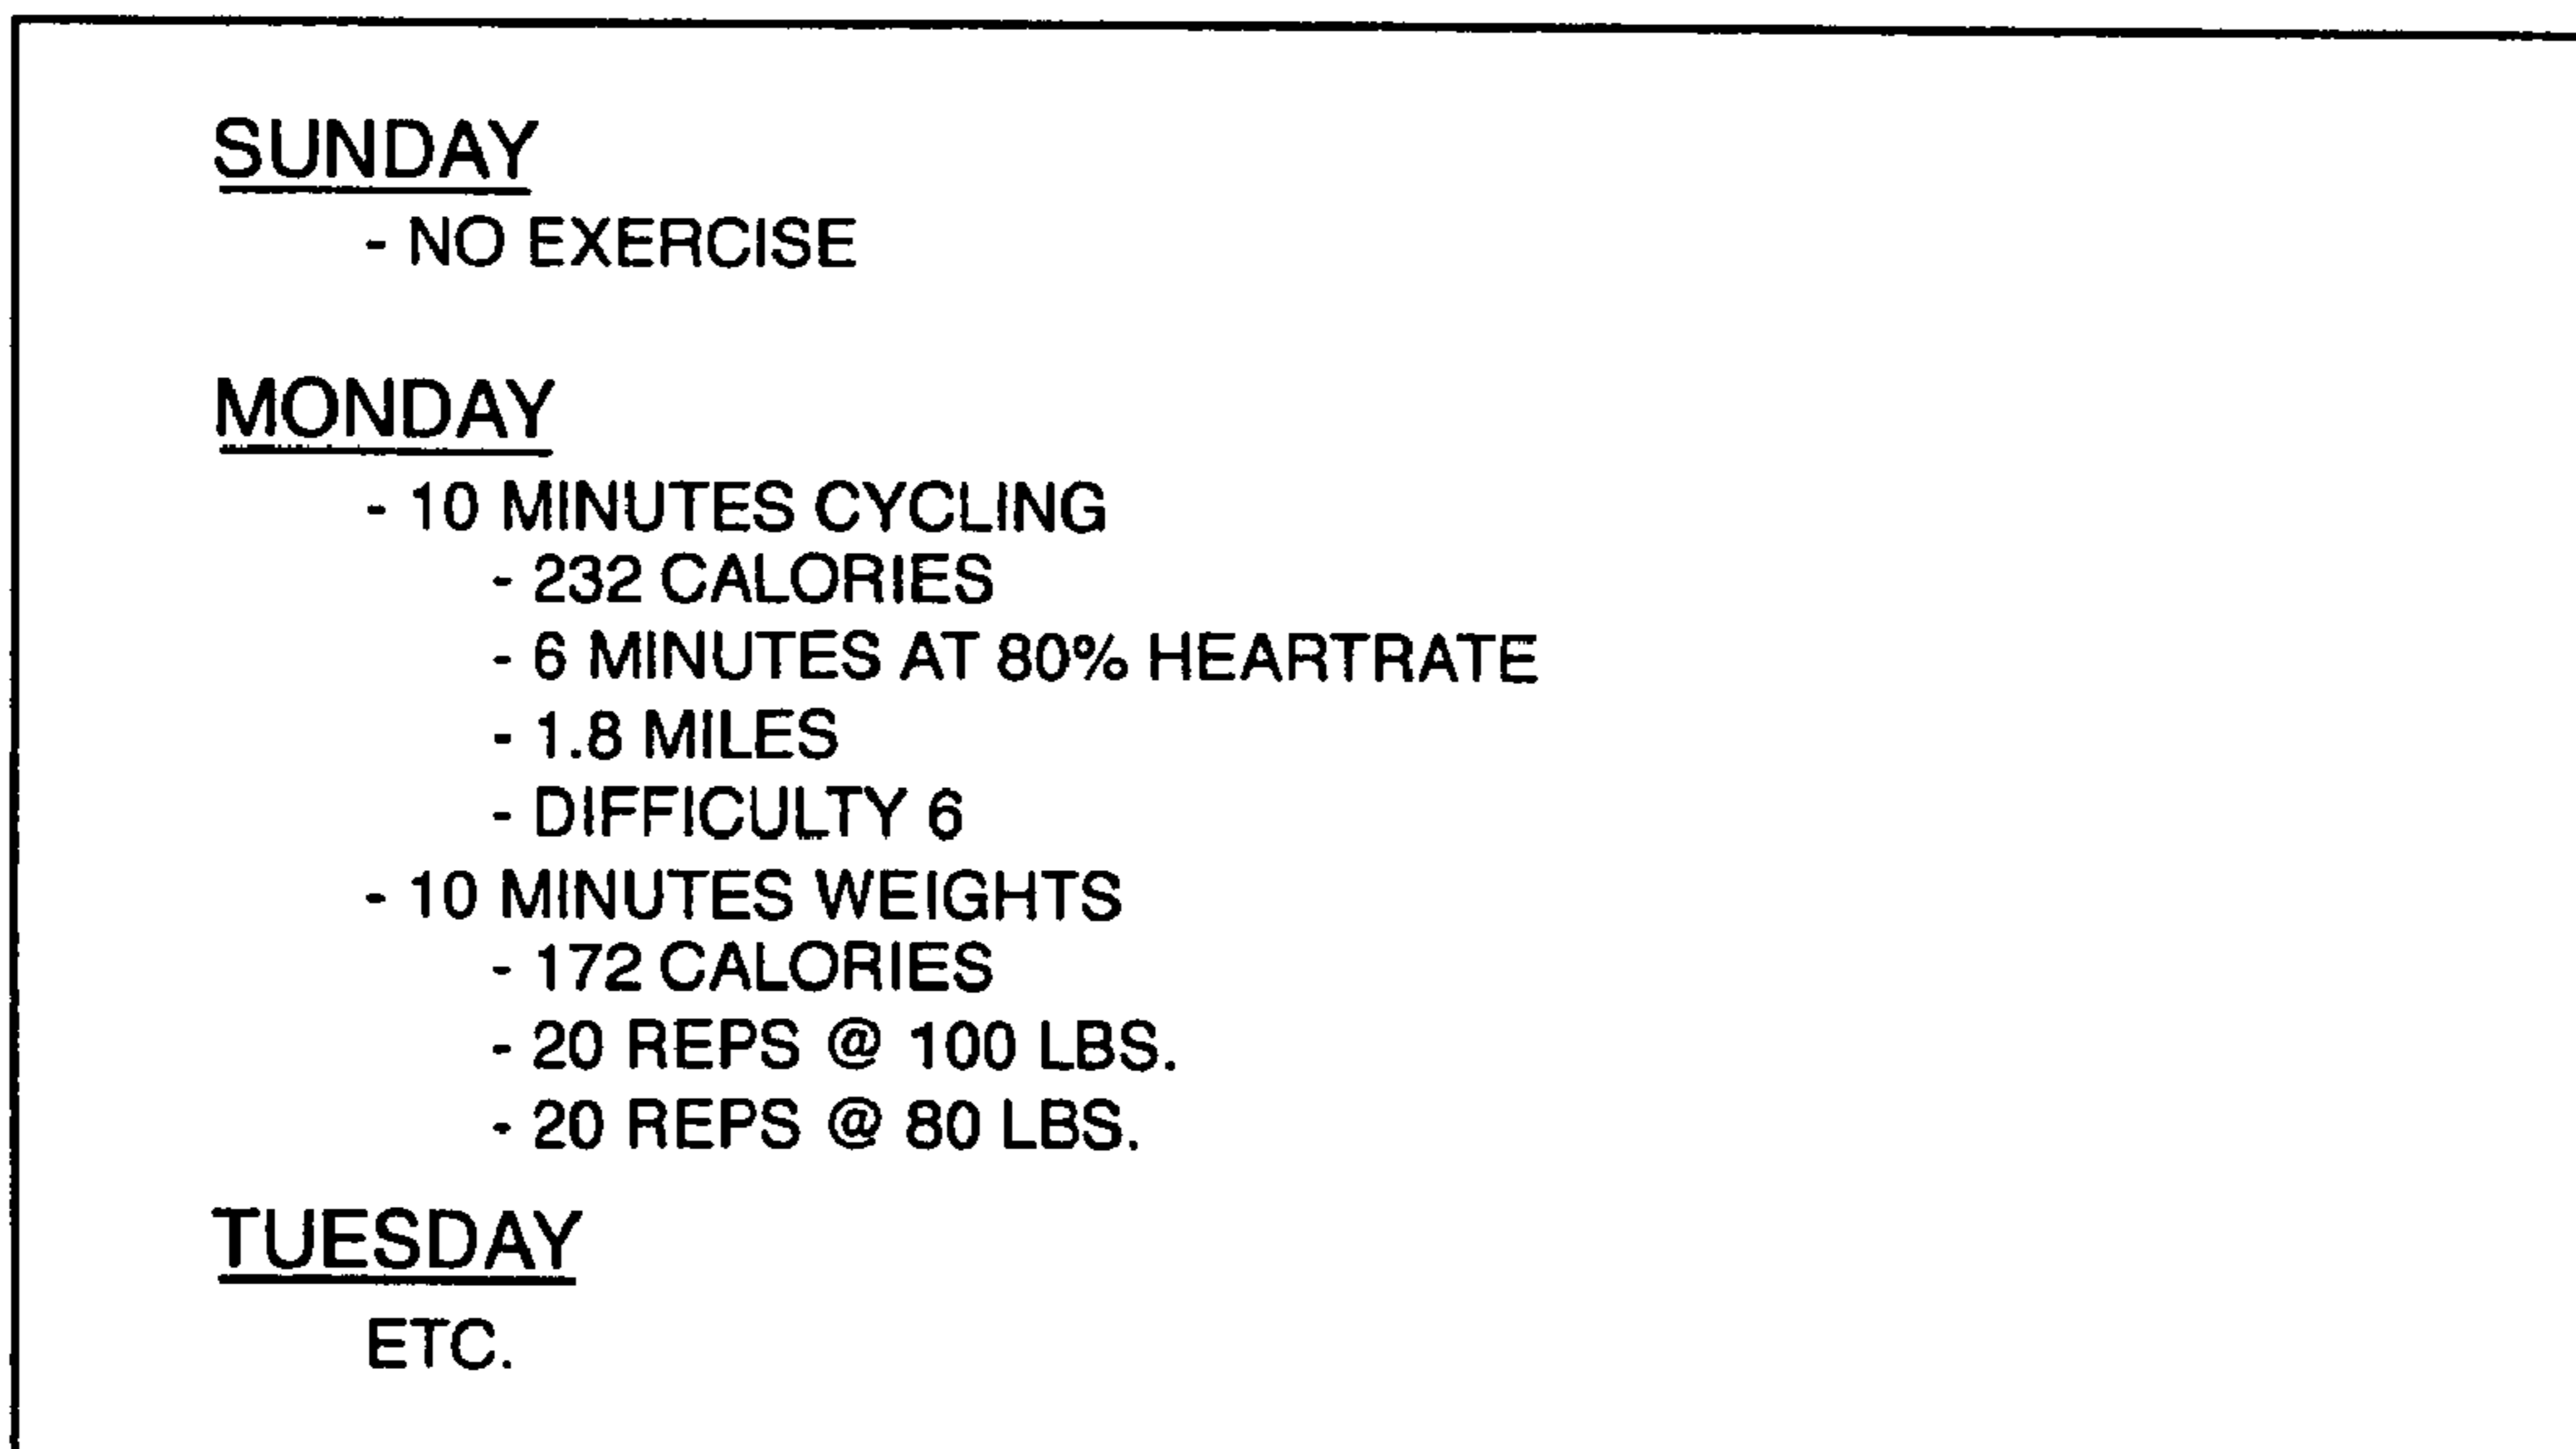 SUNDAY
- NO EXERCISE
MONDAY
- 10 MINUTES CYCLING
- 232 CALORIES
- 6 MINUTES AT 80% HEARTRATE
- 1.8 MILES
- DIFFICULTY 6
- 10 MINUTES WEIGHTS
- 172 CALORIES
- 20 REPS @ 100 LBS.
- 20 REPS @ 80 LBS.
TUESDAY
ETC.